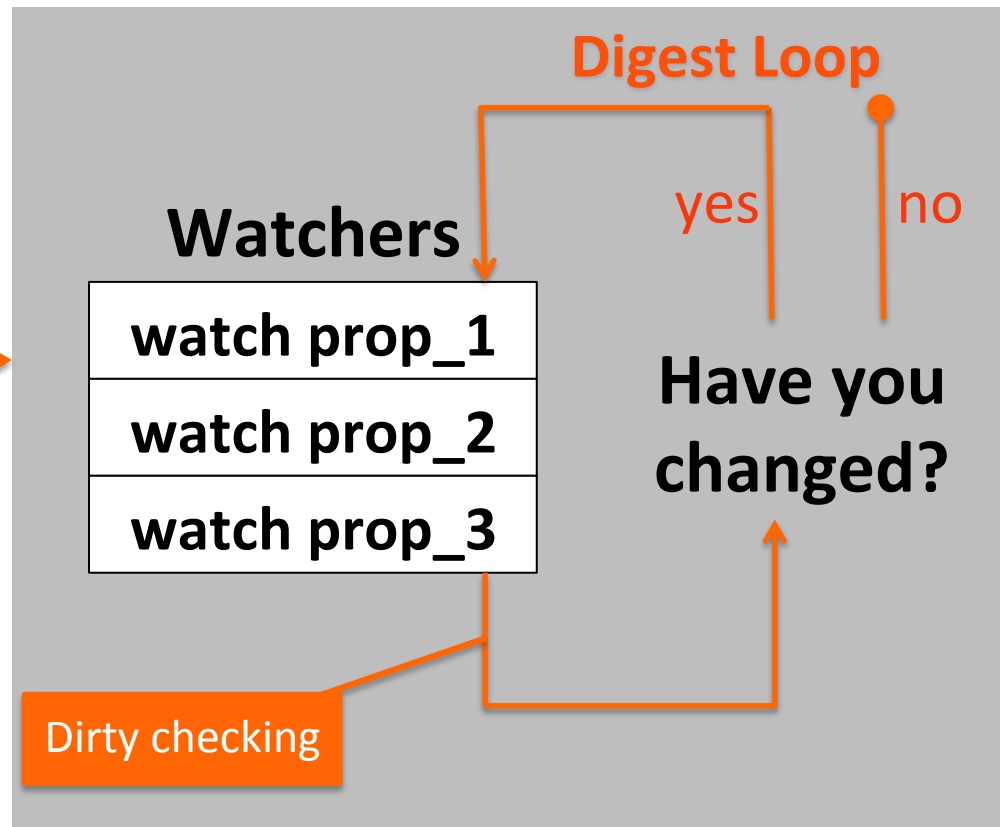 Digest Loop
yes
no
Watchers
watch prop_1
watch prop_2
watch prop_3
Have you
changed?
Dirty checking